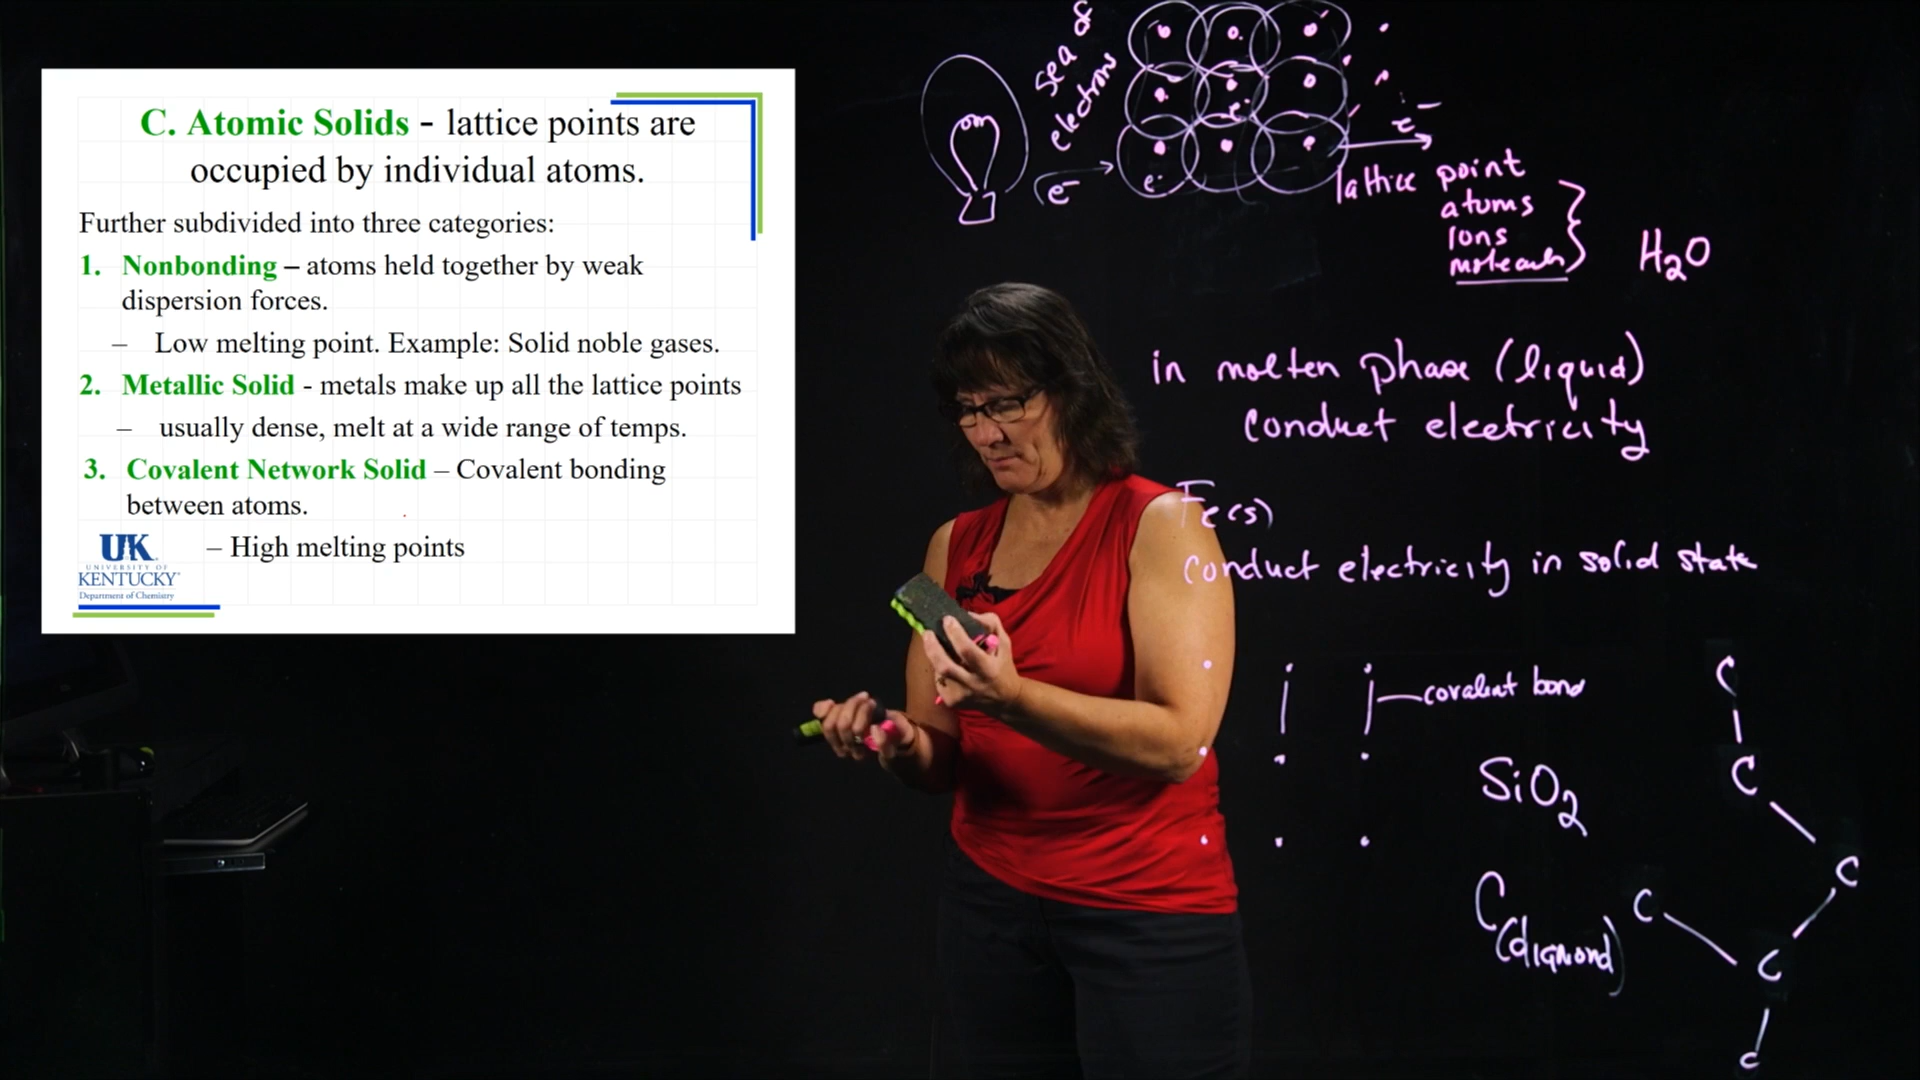 C. Atomic Solids - lattice points are
occupied by individual atoms.
Further subdivided into three categories:
1. Nonbonding – atoms held together by weak
dispersion forces.
– Low melting point. Example: Solid noble gases.
2. Metallic Solid - metals make up all the lattice points
– usually dense, melt at a wide range of temps.
3. Covalent Network Solid – Covalent bonding
between atoms.
– High melting points
UK
UNIVERSITY OF
KENTUCKY
Department of Chemistry
Sea of
electrons
e⁻
e⁻
e⁻
e⁻
lattice point
atoms
Ions
molecules
H₂O
in molten phase (liquid)
conduct electricity
Fe(s)
conduct electricity in solid state
covalent bond
SiO₂
C(diamond)
C
C
C
C
C
C